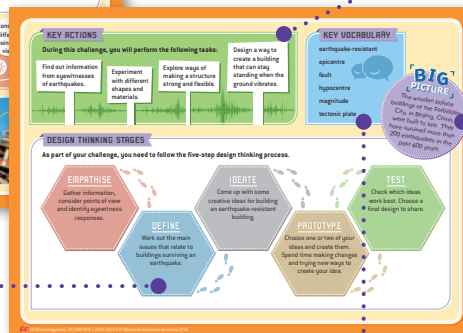 KEY ACTIONS
During this challenge, you will perform the following tasks:
Find out information
from eyewitnesses
of earthquakes.
Experiment
with different
shapes and
materials.
Explore ways of
making a structure
strong and flexible.
Design a way to
create a building
that can stay
standing when the
ground vibrates.
KEY VOCABULARY
earthquake-resistant
epicentre
fault
hypocentre
magnitude
tectonic plate
BIG
PICTURE
The wooden palace
buildings of the Forbidden
City, in Beijing, China,
were built to last. They
have survived more than
200 earthquakes in the
past 600 years.
DESIGN THINKING STAGES
As part of your challenge, you need to follow the five-step design thinking process.
EMPATHISE
Gather information,
consider points of view
and identify eyewitness
responses.
DEFINE
Work out the main
issues that relate to
buildings surviving an
earthquake.
IDEATE
Come up with some
creative ideas for building
an earthquake-resistant
building.
PROTOTYPE
Choose one or two of your
ideas and create them.
Spend time making changes
and trying new ways to
create your idea.
TEST
Check which ideas
work best. Choose a
final design to share.